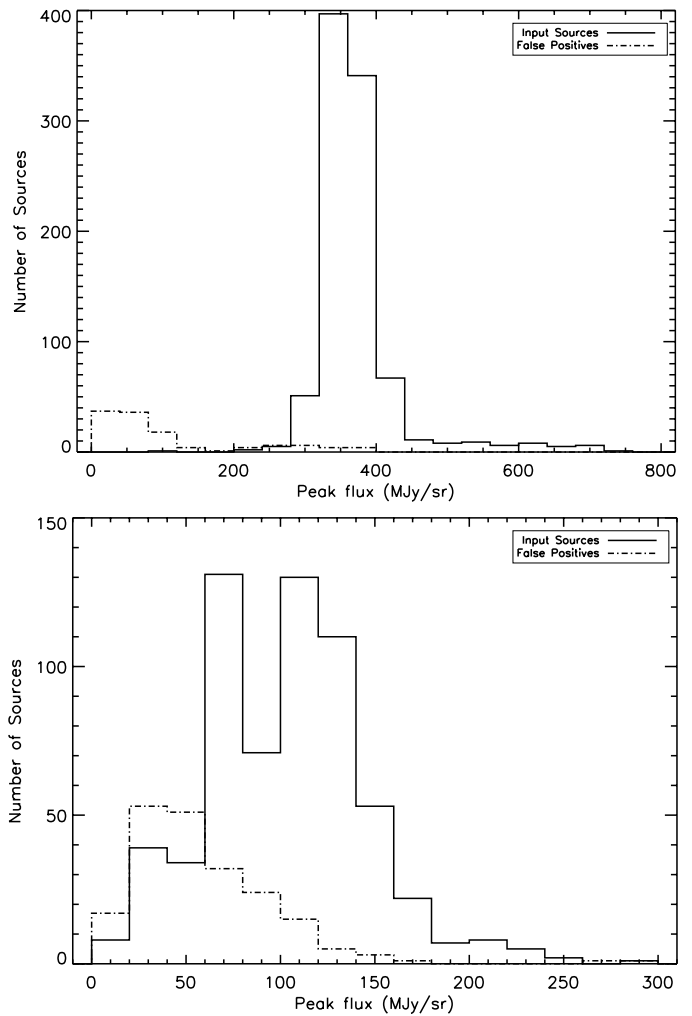 400
300
200
100
0
Number of Sources
Input Sources
False Positives
0 200 400 600 800
Peak flux (MJy/sr)
150
100
50
0
Number of Sources
Input Sources
False Positives
0 50 100 150 200 250 300
Peak flux (MJy/sr)